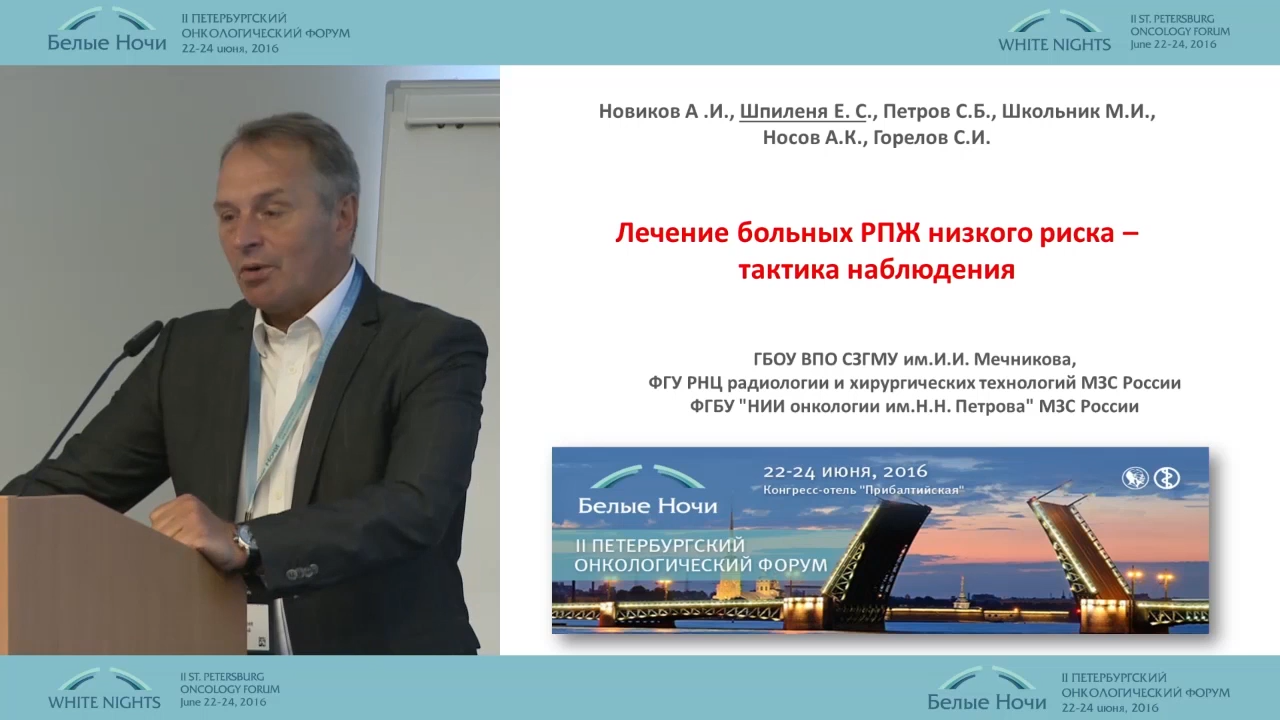 Белые Ночи
II ПЕТЕРБУРГСКИЙ
ОНКОЛОГИЧЕСКИЙ ФОРУМ
22-24 июня, 2016
WHITE NIGHTS
II ST. PETERSBURG
ONCOLOGY FORUM
June 22-24, 2016
Новиков А .И., Шпиленя Е. С., Петров С.Б., Школьник М.И.,
Носов А.К., Горелов С.И.
Лечение больных РПЖ низкого риска –
тактика наблюдения
ГБОУ ВПО СЗГМУ им.И.И. Мечникова,
ФГУ РНЦ радиологии и хирургических технологий МЗС России
ФГБУ "НИИ онкологии им.Н.Н. Петрова" МЗС России
22-24 июня, 2016
Конгресс-отель "Прибалтийская"
Белые Ночи
II ПЕТЕРБУРГСКИЙ
ОНКОЛОГИЧЕСКИЙ ФОРУМ
WHITE NIGHTS
II ST. PETERSBURG
ONCOLOGY FORUM
June 22-24, 2016
Белые Ночи
II ПЕТЕРБУРГСКИЙ
ОНКОЛОГИЧЕСКИЙ ФОРУМ
22-24 июня, 2016